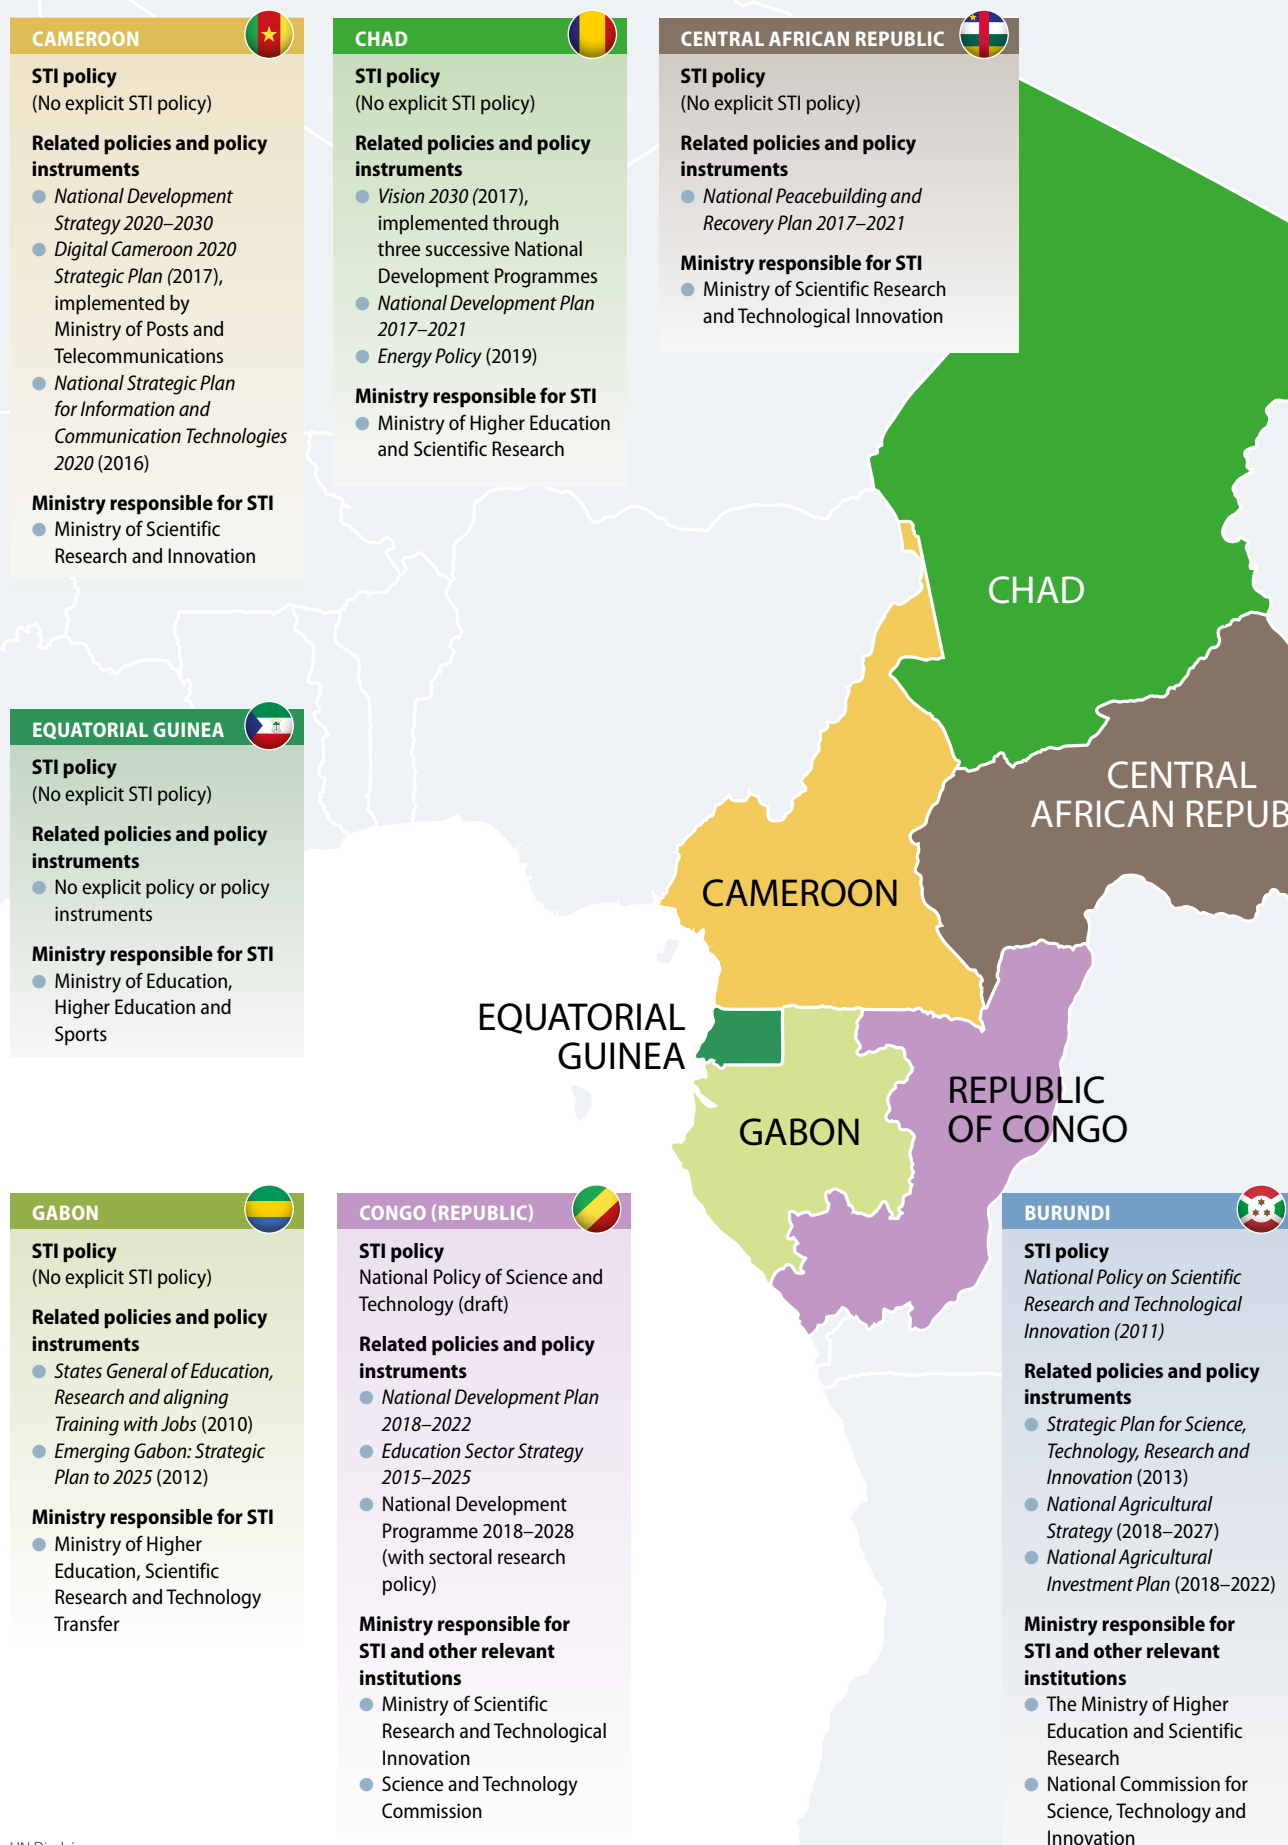 CAMEROON
STI policy
(No explicit STI policy)
Related policies and policy
instruments
National Development
Strategy 2020–2030
Digital Cameroon 2020
Strategic Plan (2017),
implemented by
Ministry of Posts and
Telecommunications
National Strategic Plan
for Information and
Communication Technologies
2020 (2016)
Ministry responsible for STI
Ministry of Scientific
Research and Innovation
CHAD
STI policy
(No explicit STI policy)
Related policies and policy
instruments
Vision 2030 (2017),
implemented through
three successive National
Development Programmes
National Development Plan
2017–2021
Energy Policy (2019)
Ministry responsible for STI
Ministry of Higher Education
and Scientific Research
CENTRAL AFRICAN REPUBLIC
STI policy
(No explicit STI policy)
Related policies and policy
instruments
National Peacebuilding and
Recovery Plan 2017–2021
Ministry responsible for STI
Ministry of Scientific Research
and Technological Innovation
CHAD
CENTRAL
AFRICAN REPUB
CAMEROON
EQUATORIAL
GUINEA
REPUBLIC
OF CONGO
GABON
EQUATORIAL GUINEA
STI policy
(No explicit STI policy)
Related policies and policy
instruments
No explicit policy or policy
instruments
Ministry responsible for STI
Ministry of Education,
Higher Education and
Sports
GABON
STI policy
(No explicit STI policy)
Related policies and policy
instruments
States General of Education,
Research and aligning
Training with Jobs (2010)
Emerging Gabon: Strategic
Plan to 2025 (2012)
Ministry responsible for STI
Ministry of Higher
Education, Scientific
Research and Technology
Transfer
CONGO (REPUBLIC)
STI policy
National Policy of Science and
Technology (draft)
Related policies and policy
instruments
National Development Plan
2018–2022
Education Sector Strategy
2015–2025
National Development
Programme 2018–2028
(with sectoral research
policy)
Ministry responsible for
STI and other relevant
institutions
Ministry of Scientific
Research and Technological
Innovation
Science and Technology
Commission
BURUNDI
STI policy
National Policy on Scientific
Research and Technological
Innovation (2011)
Related policies and policy
instruments
Strategic Plan for Science,
Technology, Research and
Innovation (2013)
National Agricultural
Strategy (2018–2027)
National Agricultural
Investment Plan (2018–2022)
Ministry responsible for
STI and other relevant
institutions
The Ministry of Higher
Education and Scientific
Research
National Commission for
Science, Technology and
Innovation